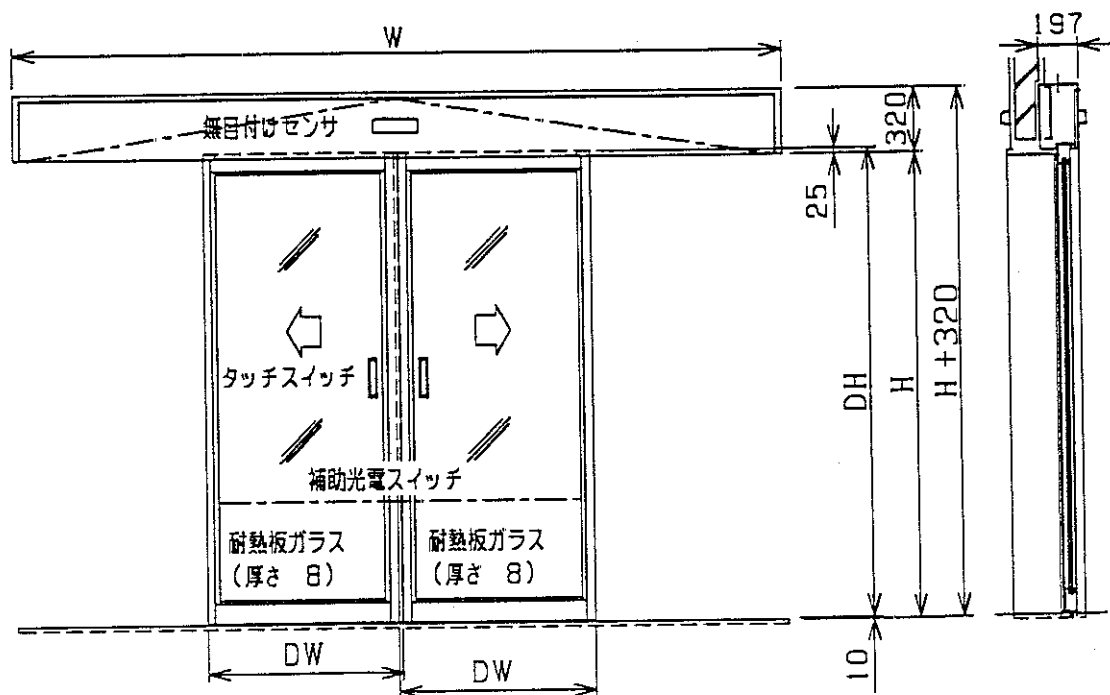 W
197
無目付けセンサ
320
25
タッチスイッチ
DH
H
H+320
補助光電スイッチ
耐熱板ガラス
(厚さ 8)
耐熱板ガラス
(厚さ 8)
DW
DW
10